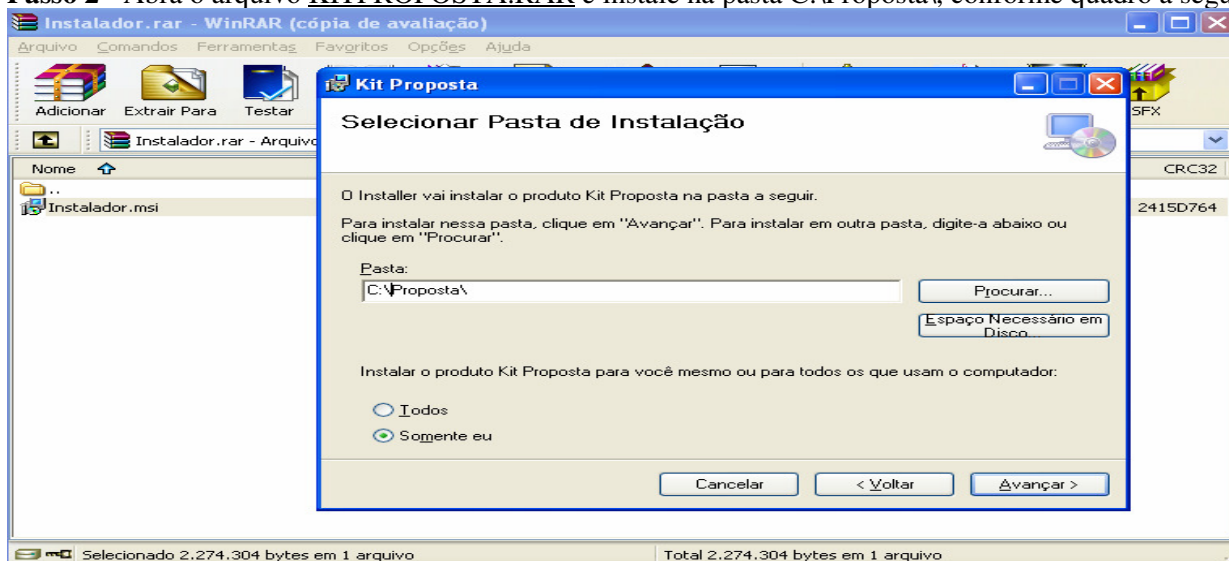 Passo 2 - Abra o arquivo KITPROPOSTA.RAR e instale na pasta C:\Proposta\, conforme quadro a segu
Instalador.rar - WinRAR (cópia de avaliação)
Arquivo Comandos Ferramentas Favoritos Opções Ajuda
Adicionar Extrair Para Testar SFX
Instalador.rar - Arquivo
Nome CRC32
..
Instalador.msi 2415D764
Kit Proposta
Selecionar Pasta de Instalação
O Installer vai instalar o produto Kit Proposta na pasta a seguir.
Para instalar nessa pasta, clique em "Avançar". Para instalar em outra pasta, digite-a abaixo ou
clique em "Procurar".
Pasta:
C:\Proposta\ Procurar...
Espaço Necessário em
Disco...
Instalar o produto Kit Proposta para você mesmo ou para todos os que usam o computador:
Todos
Somente eu
Cancelar < Voltar Avançar >
Selecionado 2.274.304 bytes em 1 arquivo Total 2.274.304 bytes em 1 arquivo